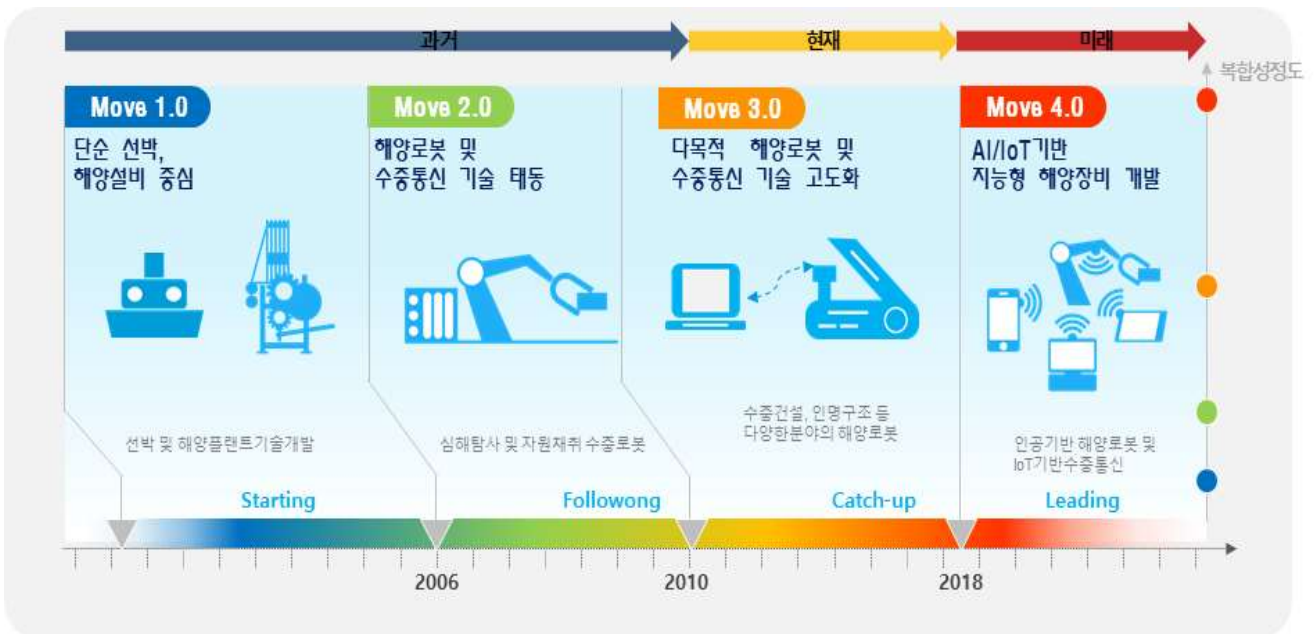 과거
현재
미래
복합성정도
Move 1.0
단순 선박,
해양설비 중심
선박 및 해양플랜트기술개발
Starting
Move 2.0
해양로봇 및
수중통신 기술 태동
심해탐사 및 자원채취 수중로봇
Followong
Move 3.0
다목적 해양로봇 및
수중통신 기술 고도화
수중건설, 인명구조 등
다양한분야의 해양로봇
Catch-up
Move 4.0
AI/IoT기반
지능형 해양장비 개발
인공기반 해양로봇 및
IoT기반수중통신
Leading
2006
2010
2018